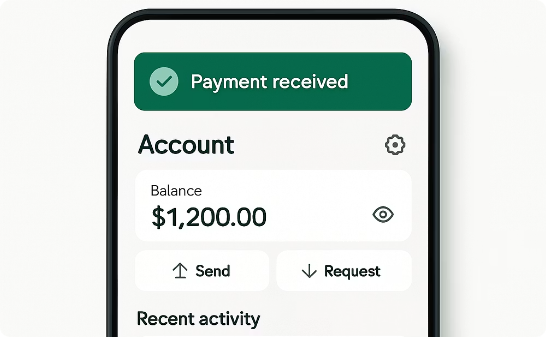 Payment received
Account
Balance
$1,200.00
Send
Request
Recent activity